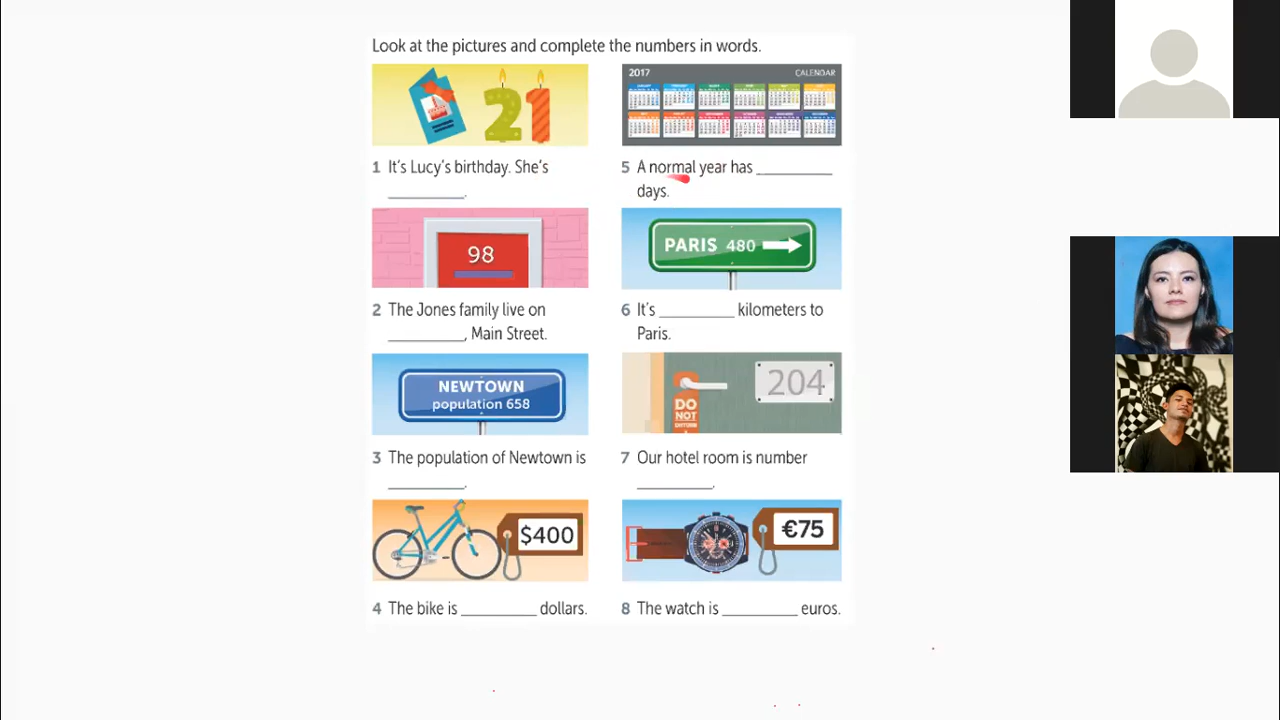 Look at the pictures and complete the numbers in words.
21
1 It's Lucy's birthday. She's
__________.
98
2 The Jones family live on
__________, Main Street.
NEWTOWN
population 658
3 The population of Newtown is
__________.
$400
4 The bike is __________ dollars.
2017 CALENDAR
5 A normal year has __________
days.
PARIS 480
6 It's __________ kilometers to
Paris.
204
DO
NOT
DISTURB
7 Our hotel room is number
__________.
€75
8 The watch is __________ euros.